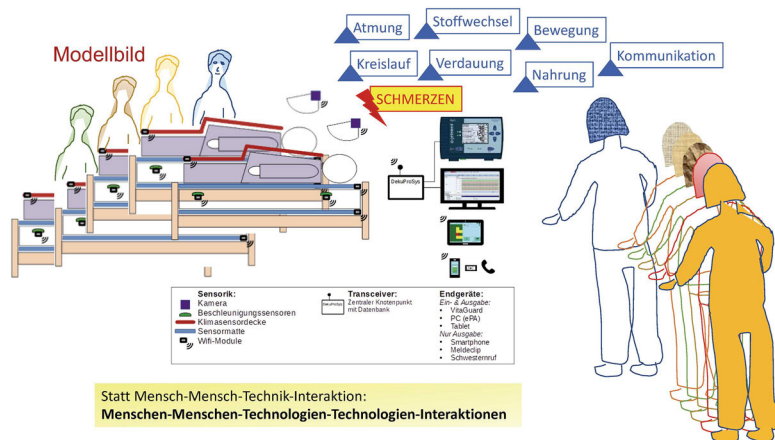 Modellbild
Atmung
Stoffwechsel
Bewegung
Kommunikation
Kreislauf
Verdauung
Nahrung
SCHMERZEN
DekuProSys
Sensorik:
Kamera
Beschleunigungssensoren
Klimasensordecke
Sensormatte
Wifi-Module
Transceiver:
DekuProSys
Zentraler Knotenpunkt
mit Datenbank
Endgeräte:
Ein- & Ausgabe:
• VitaGuard
• PC (ePA)
• Tablet
Nur Ausgabe:
• Smartphone
• Meldeclip
• Schwesternruf
Statt Mensch-Mensch-Technik-Interaktion:
Menschen-Menschen-Technologien-Technologien-Interaktionen